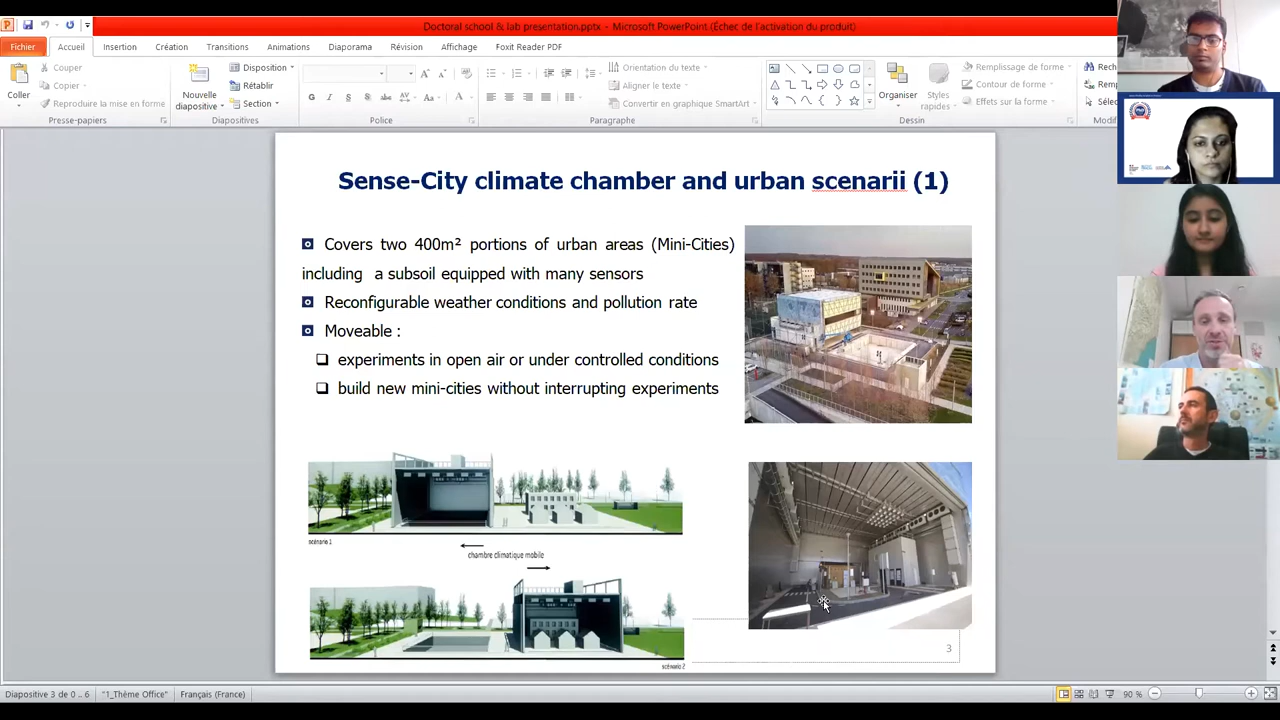 Doctoral school & lab presentation.pptx - Microsoft PowerPoint (Échec de l'activation du produit)
Fichier Accueil Insertion Création Transitions Animations Diaporama Révision Affichage Foxit Reader PDF
Couper
Copier
Reproduire la mise en forme
Coller
Presse-papiers
Nouvelle diapositive
Disposition
Rétablir
Section
Diapositives
Police
Orientation du texte
Aligner le texte
Convertir en graphique SmartArt
Paragraphe
Organiser
Styles rapides
Remplissage de forme
Contour de forme
Effets sur la forme
Dessin
Rech
Remp
Sélec
Modif
Sense-City climate chamber and urban scenarii (1)
Covers two 400m² portions of urban areas (Mini-Cities)
including a subsoil equipped with many sensors
Reconfigurable weather conditions and pollution rate
Moveable :
experiments in open air or under controlled conditions
build new mini-cities without interrupting experiments
scénario 1
chambre climatique mobile
scénario 2
3
Diapositive 3 de 0 .. 6 "1_Thème Office" Français (France) 90 %